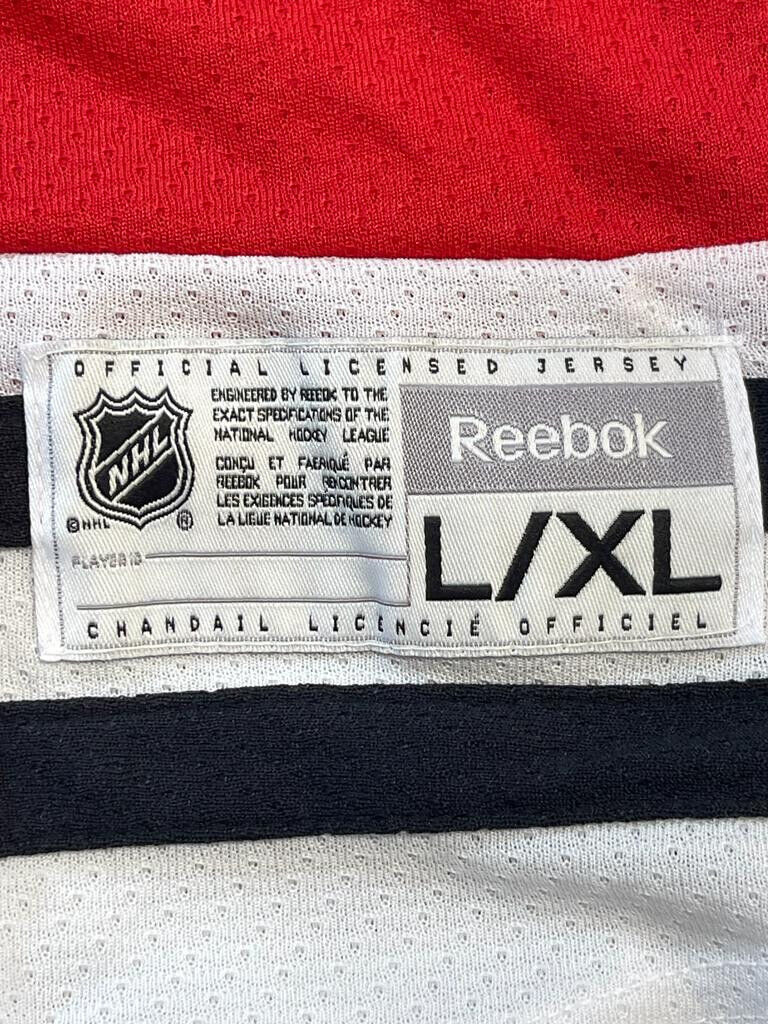 OFFICIAL LICENSED JERSEY
NHL
©NHL ®
ENGINEERED BY REEBOK TO THE
EXACT SPECIFICATIONS OF THE
NATIONAL HOCKEY LEAGUE
CONÇU ET FABRIQUÉ PAR
REEBOK POUR RENCONTRER
LES EXIGENCES SPÉCIFIQUES DE
LA LIGUE NATIONAL DE HOCKEY
Reebok
L/XL
PLAYER ID
CHANDAIL LICENCIÉ OFFICIEL